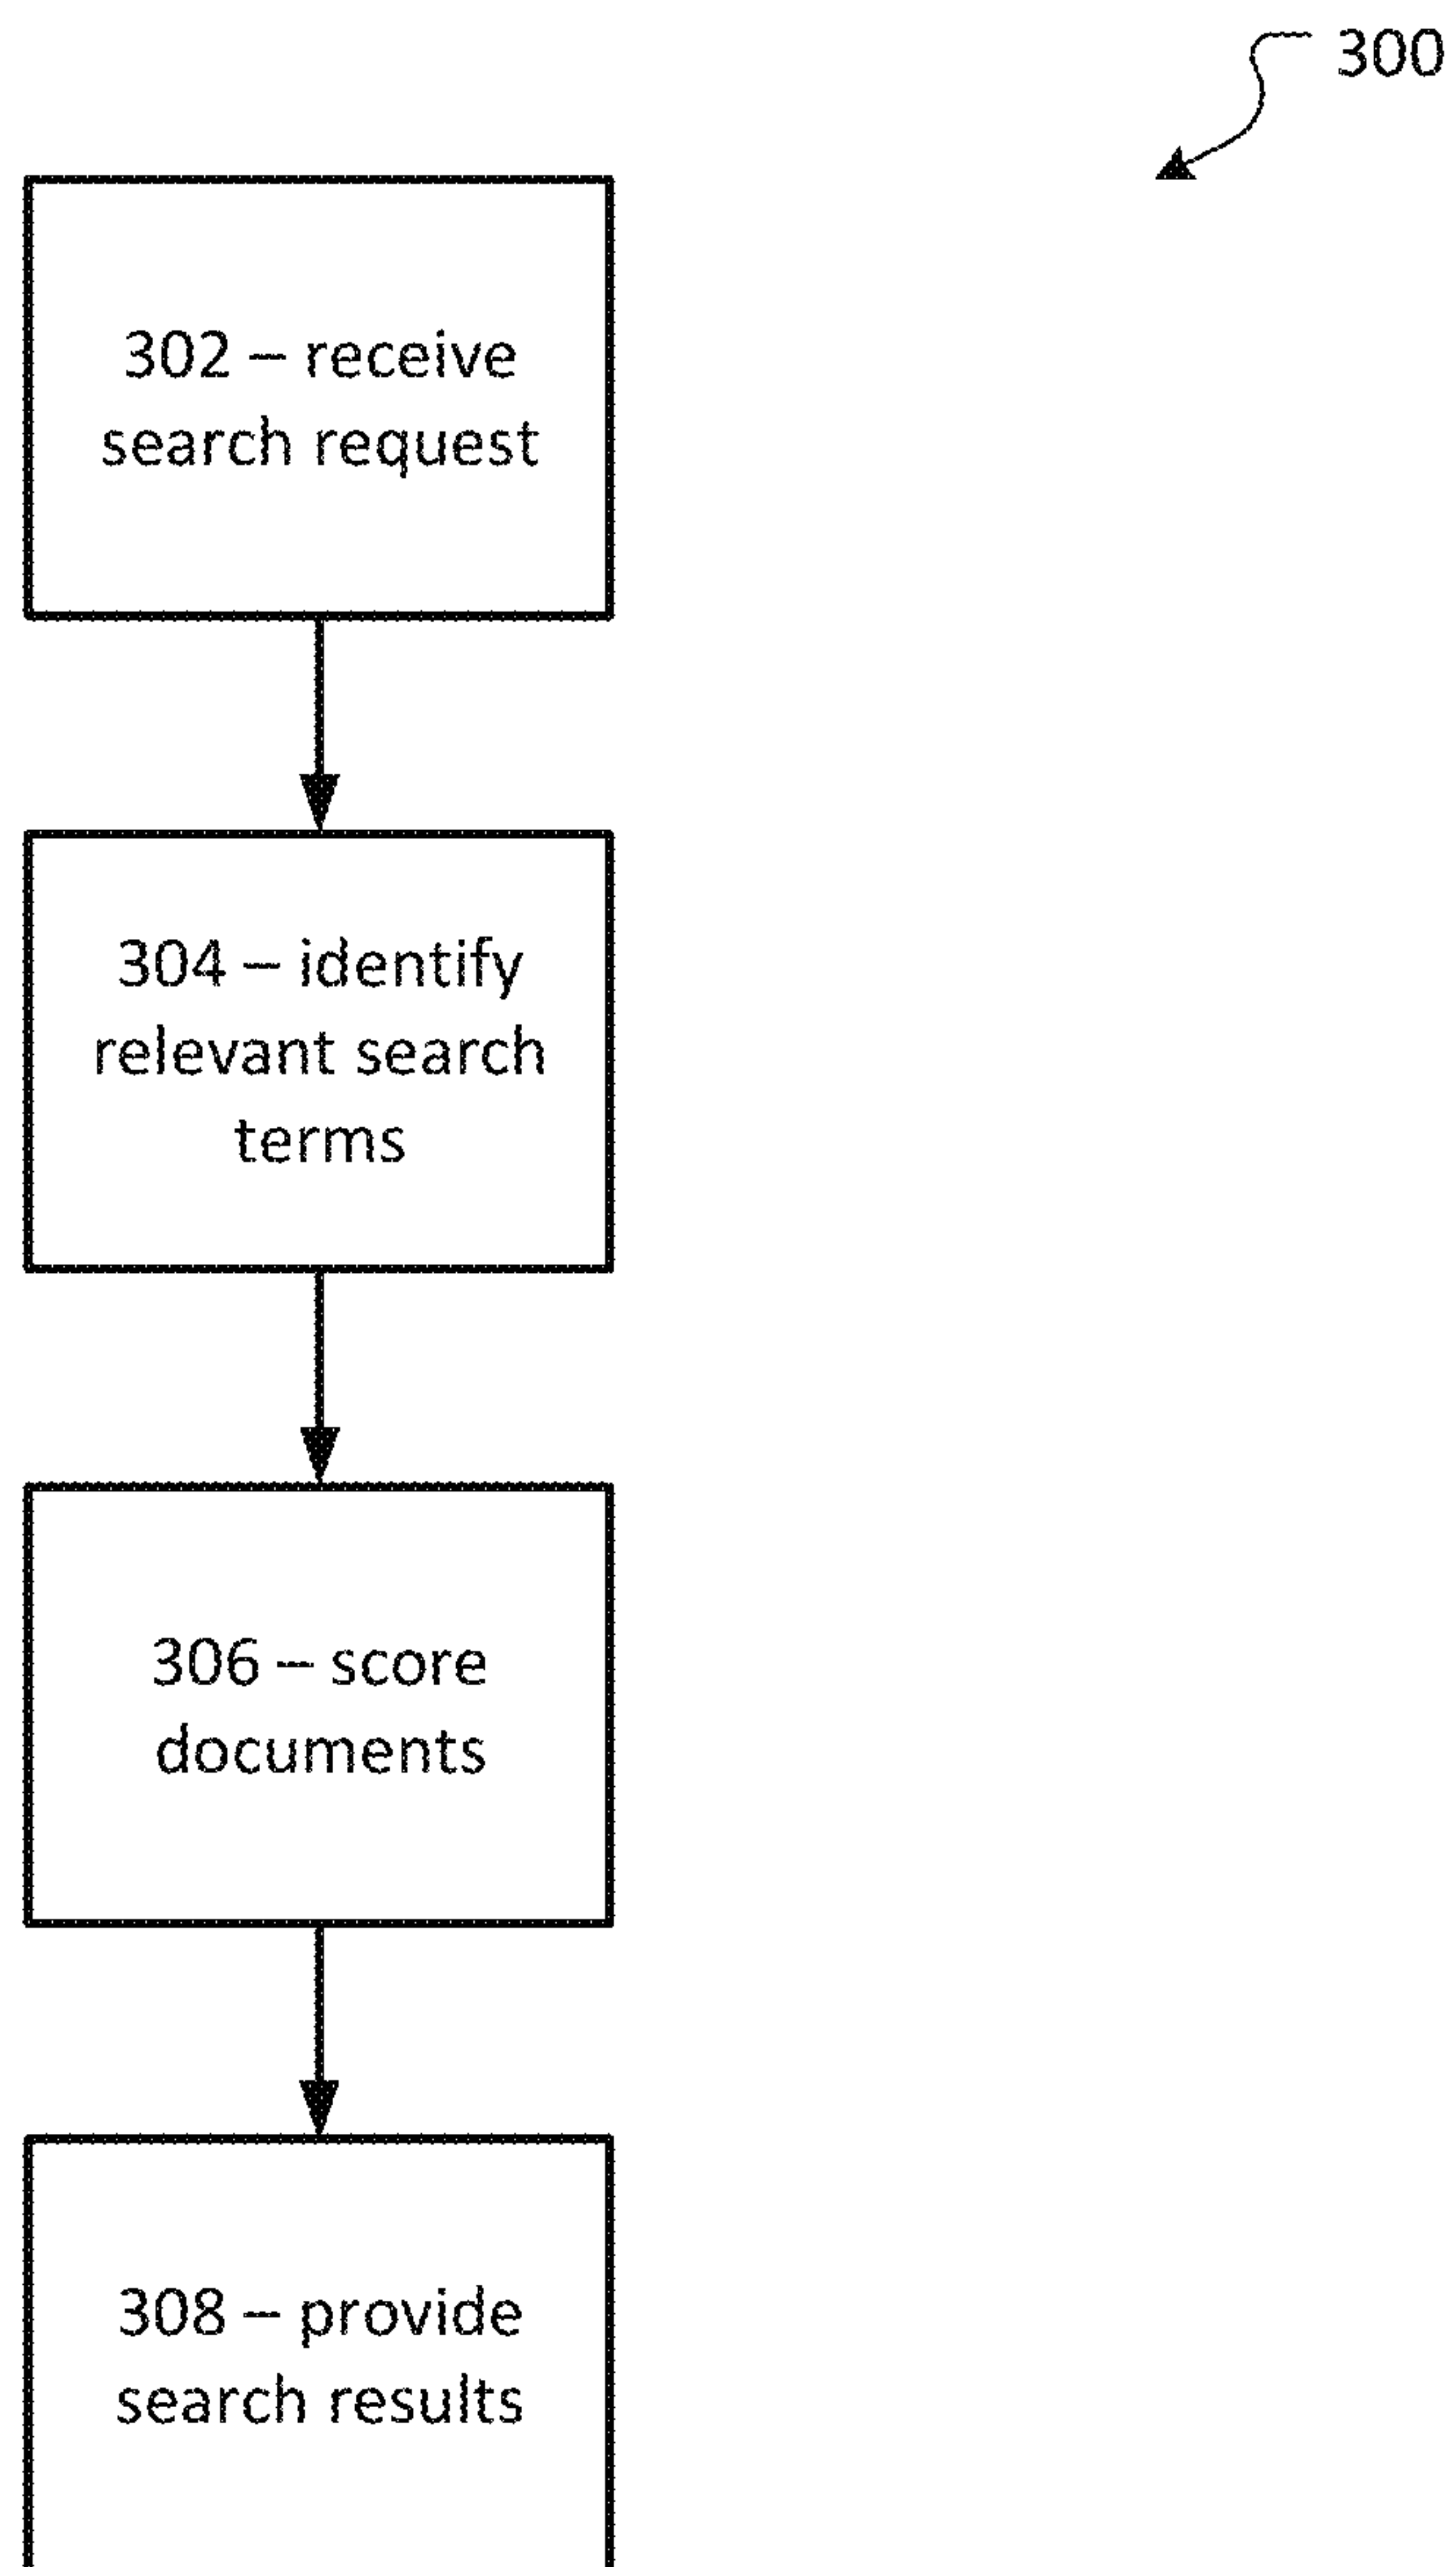 300
302 – receive
search request
304 – identify
relevant search
terms
306 – score
documents
308 – provide
search results